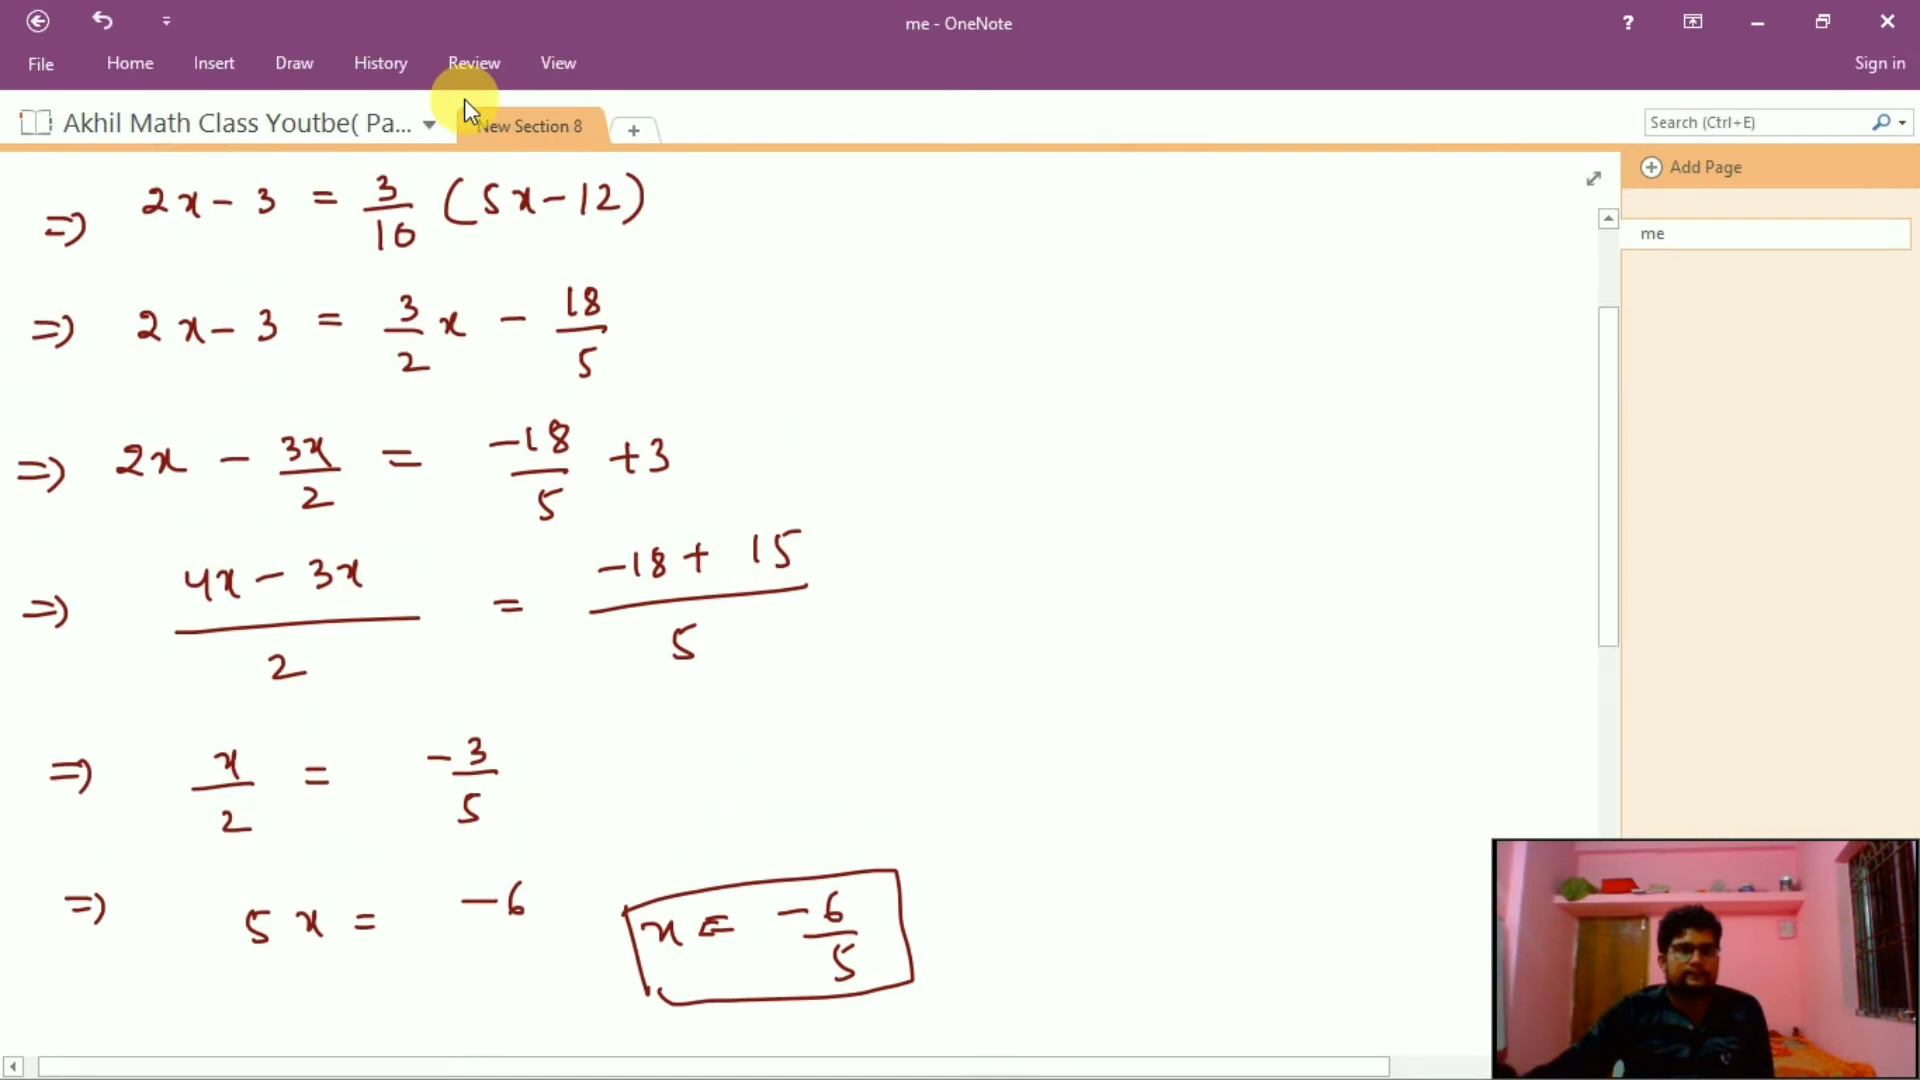 me - OneNote
File Home Insert Draw History Review View Sign in
Akhil Math Class Youtbe( Pa... New Section 8 Search (Ctrl+E)
Add Page
me
=> 2x - 3 = 3/10 (5x - 12)
=> 2x - 3 = 3/2 x - 18/5
=> 2x - 3x/2 = -18/5 + 3
=> 4x - 3x / 2 = -18 + 15 / 5
=> x/2 = -3/5
=> 5x = -6 x = -6/5